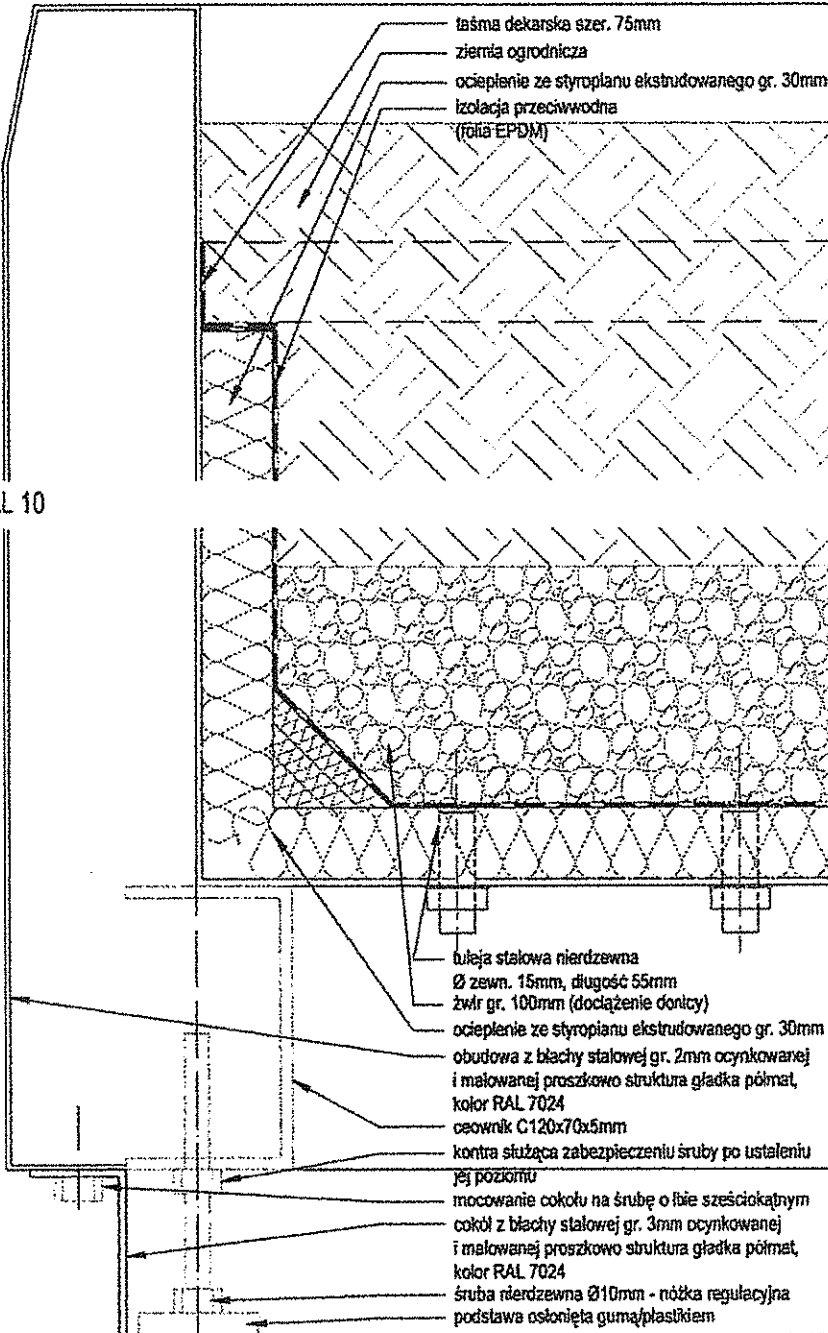 taśma dekarska szer. 75mm
ziemia ogrodnicza
ocieplenie ze styropianu ekstrudowanego gr. 30mm
izolacja przeciwwodna
(folia EPDM)
L 10
tuleja stalowa nierdzewna
Ø zewn. 15mm, długość 55mm
żwir gr. 100mm (dociążenie donicy)
ocieplenie ze styropianu ekstrudowanego gr. 30mm
obudowa z blachy stalowej gr. 2mm ocynkowanej
i malowanej proszkowo struktura gładka półmat,
kolor RAL 7024
ceownik C120x70x5mm
kontra służąca zabezpieczeniu śruby po ustaleniu
jej poziomu
mocowanie cokołu na śrubę o łbie sześciokątnym
cokół z blachy stalowej gr. 3mm ocynkowanej
i malowanej proszkowo struktura gładka półmat,
kolor RAL 7024
śruba nierdzewna Ø10mm - nóżka regulacyjna
podstawa osłonięta gumą/plastikiem